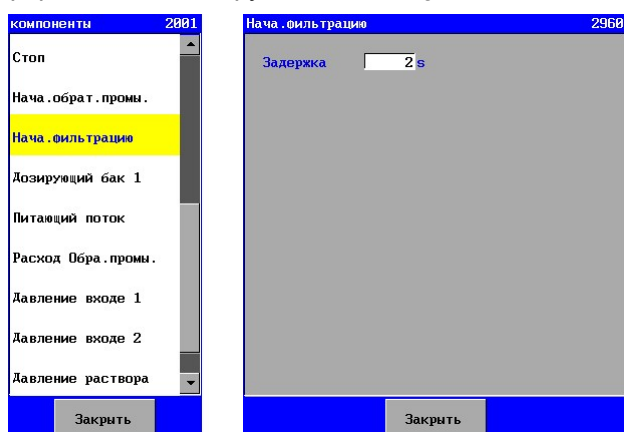 компоненты 2001
Стоп
Нача.обрат.промы.
Нача.фильтрацию
Дозирующий бак 1
Питающий поток
Расход Обра.промы.
Давление входе 1
Давление входе 2
Давление раствора
Закрыть
Нача.фильтрацию 2960
Задержка 2 s
Закрыть